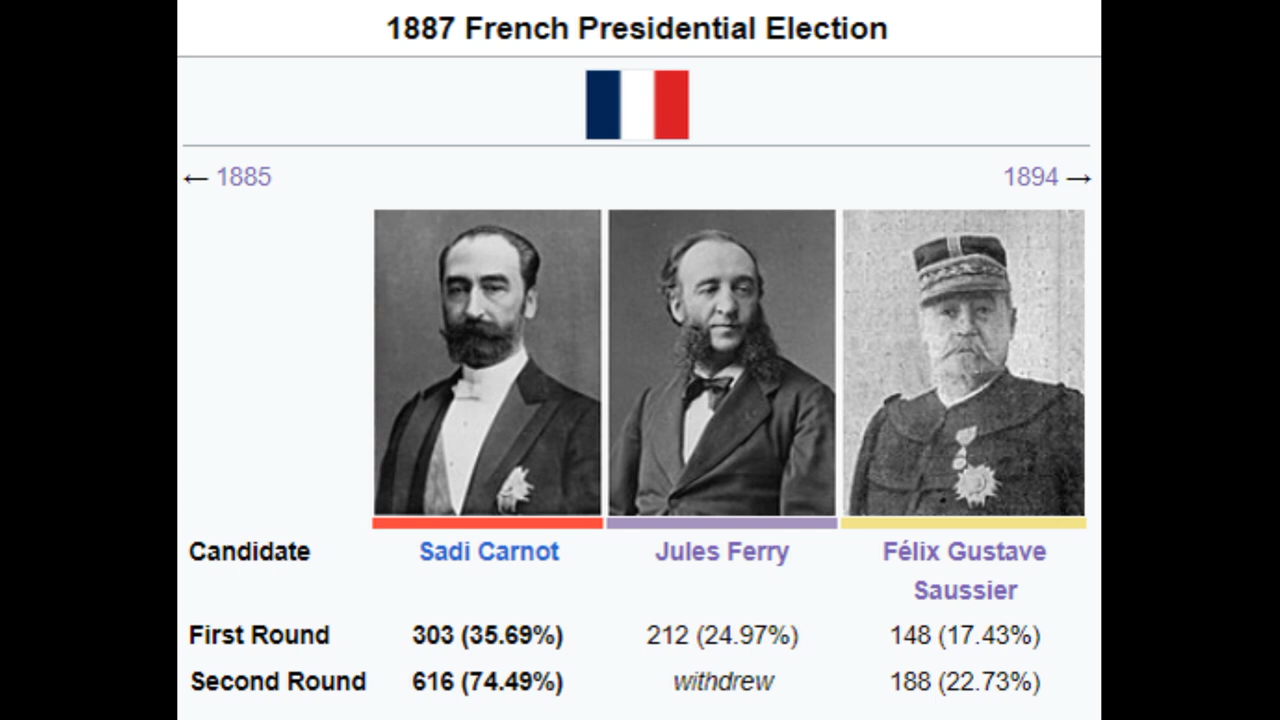 1887 French Presidential Election
← 1885
1894 →
Candidate Sadi Carnot Jules Ferry Félix Gustave
Saussier
First Round 303 (35.69%) 212 (24.97%) 148 (17.43%)
Second Round 616 (74.49%) withdrew 188 (22.73%)